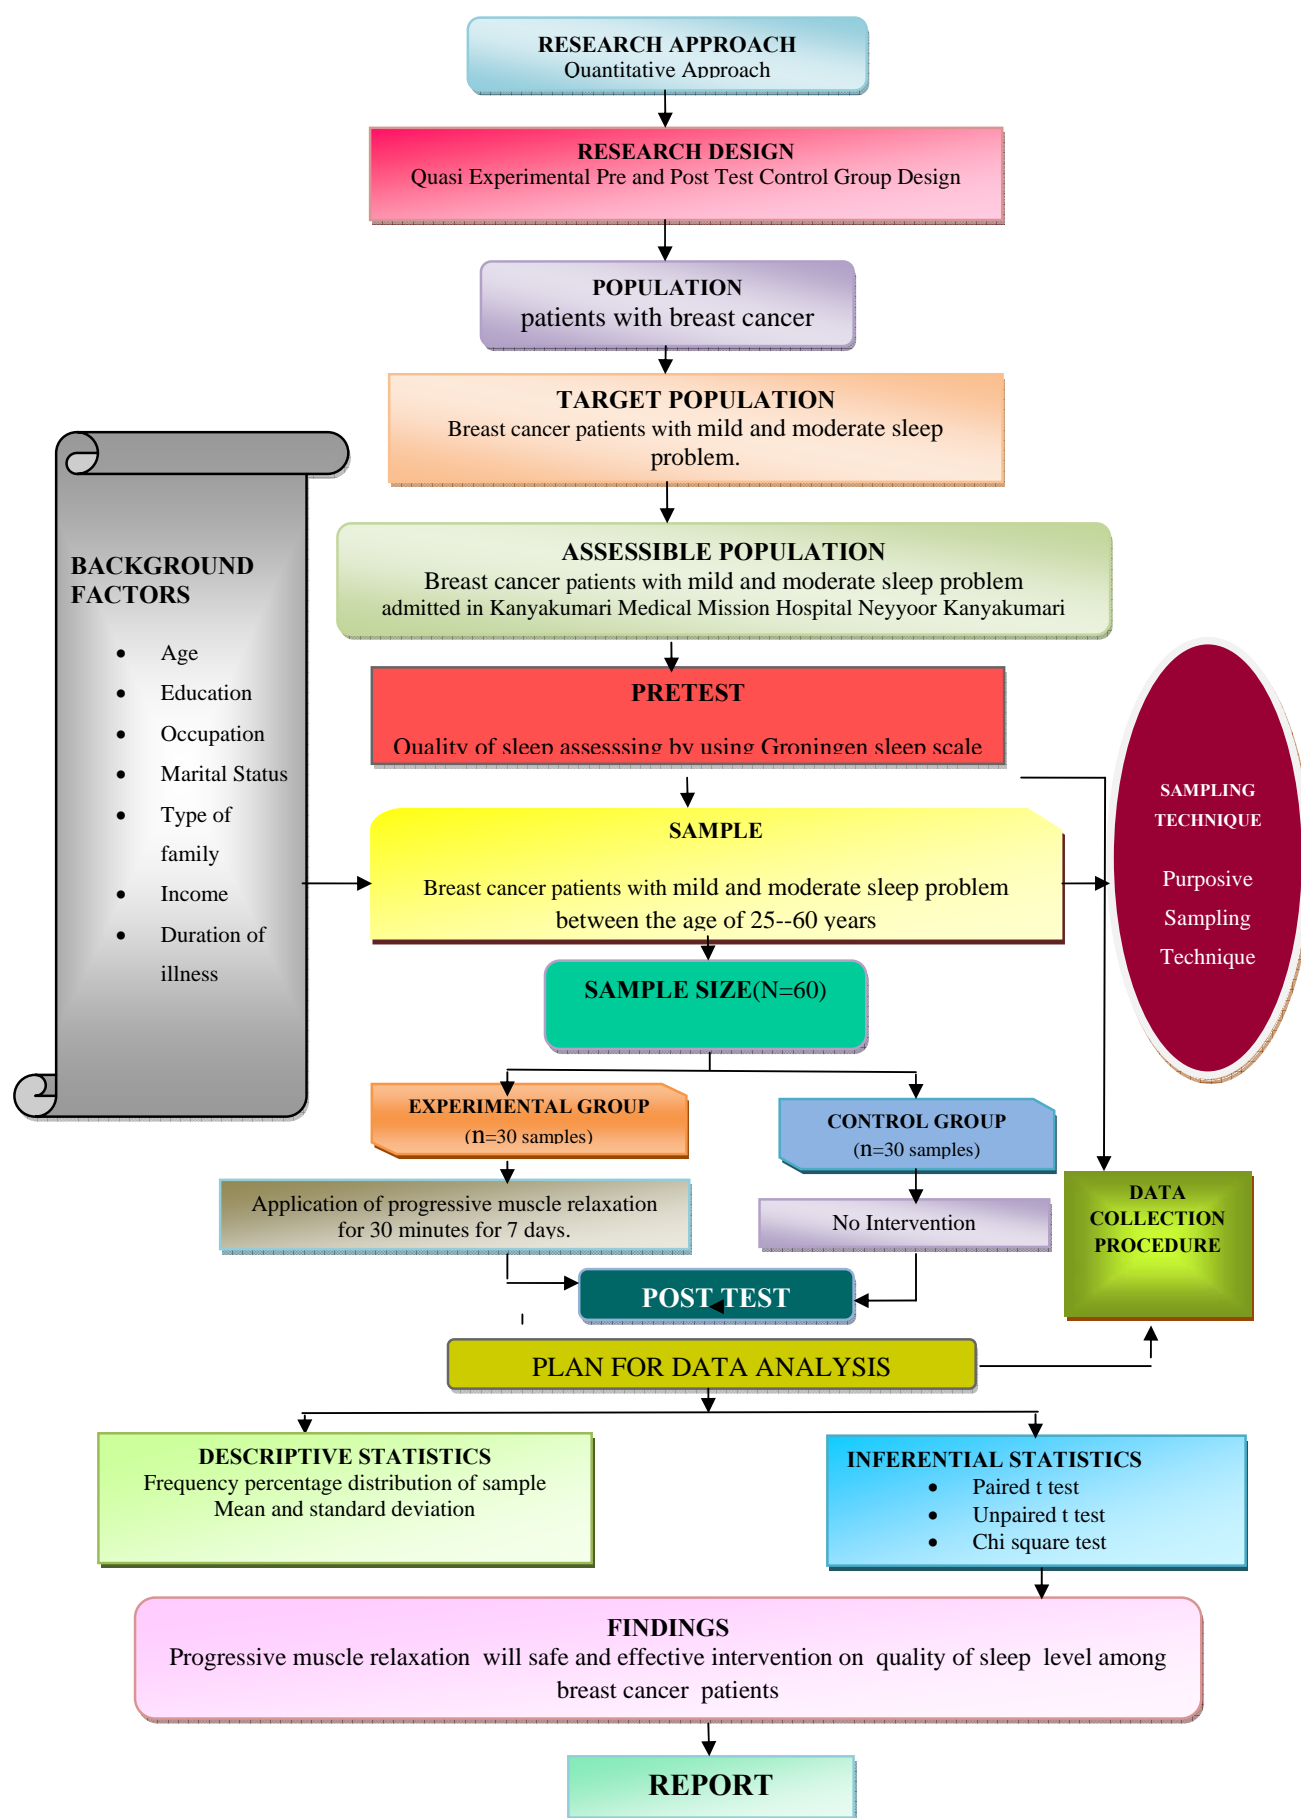 RESEARCH APPROACH
Quantitative Approach
RESEARCH DESIGN
Quasi Experimental Pre and Post Test Control Group Design
POPULATION
patients with breast cancer
TARGET POPULATION
Breast cancer patients with mild and moderate sleep
problem.
ASSESSIBLE POPULATION
Breast cancer patients with mild and moderate sleep problem
admitted in Kanyakumari Medical Mission Hospital Neyyoor Kanyakumari
BACKGROUND
FACTORS
• Age
• Education
• Occupation
• Marital Status
• Type of
family
• Income
• Duration of
illness
PRETEST
Quality of sleep assesssing by using Groningen sleep scale
SAMPLE
Breast cancer patients with mild and moderate sleep problem
between the age of 25--60 years
SAMPLING
TECHNIQUE
Purposive
Sampling
Technique
SAMPLE SIZE(N=60)
EXPERIMENTAL GROUP
(n=30 samples)
CONTROL GROUP
(n=30 samples)
Application of progressive muscle relaxation
for 30 minutes for 7 days.
No Intervention
DATA
COLLECTION
PROCEDURE
POST TEST
PLAN FOR DATA ANALYSIS
DESCRIPTIVE STATISTICS
Frequency percentage distribution of sample
Mean and standard deviation
INFERENTIAL STATISTICS
• Paired t test
• Unpaired t test
• Chi square test
FINDINGS
Progressive muscle relaxation will safe and effective intervention on quality of sleep level among
breast cancer patients
REPORT